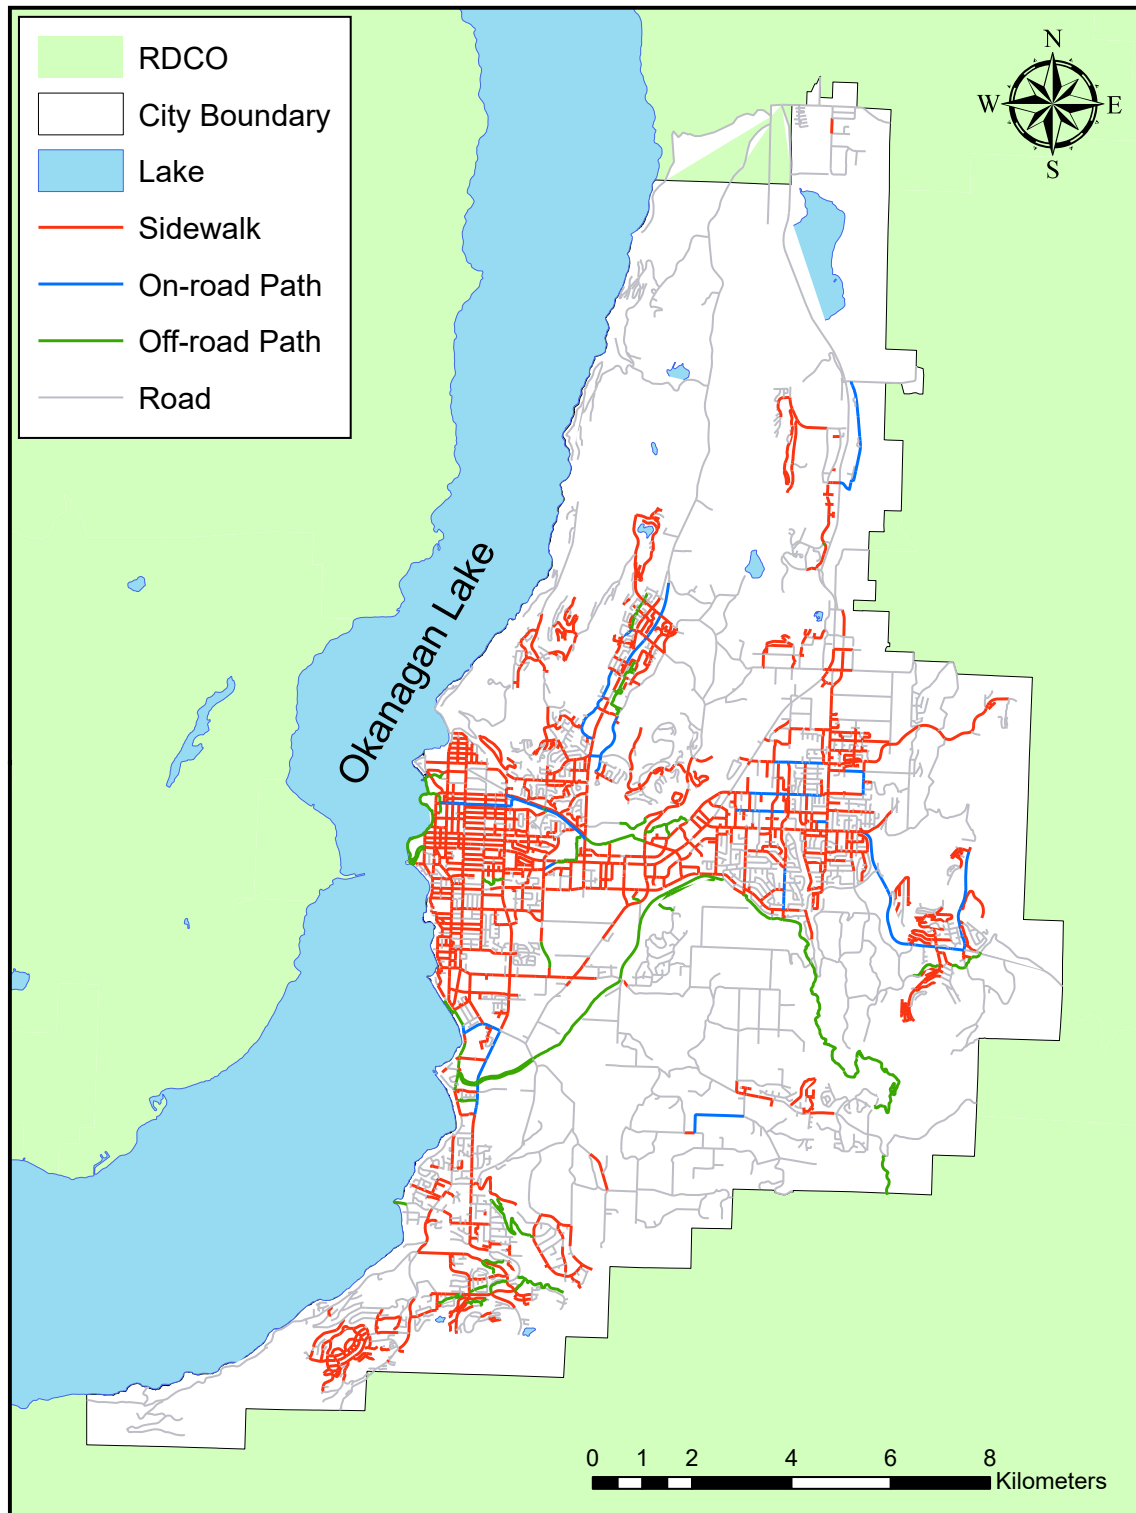 RDCO
City Boundary
Lake
Sidewalk
On-road Path
Off-road Path
Road
N
W E
S
Okanagan Lake
0 1 2 4 6 8
Kilometers